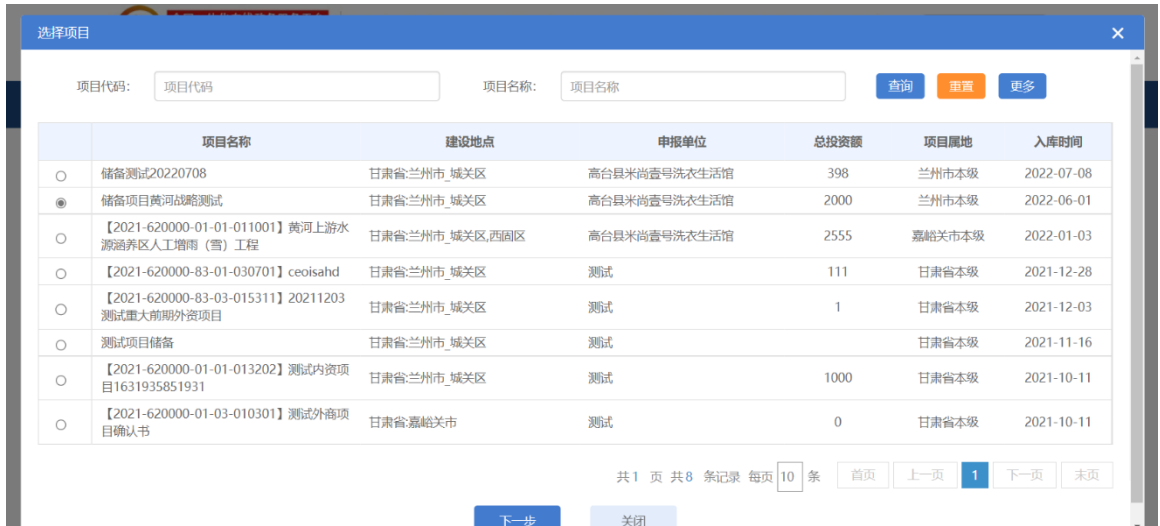 选择项目 ×
项目代码: 项目代码 项目名称: 项目名称 查询 重置 更多
项目名称 建设地点 申报单位 总投资额 项目属地 入库时间
储备测试20220708 甘肃省:兰州市_城关区 高台县米尚壹号洗衣生活馆 398 兰州市本级 2022-07-08
储备项目黄河战略测试 甘肃省:兰州市_城关区 高台县米尚壹号洗衣生活馆 2000 兰州市本级 2022-06-01
【2021-620000-01-01-011001】黄河上游水
源涵养区人工增雨（雪）工程 甘肃省:兰州市_城关区,西固区 高台县米尚壹号洗衣生活馆 2555 嘉峪关市本级 2022-01-03
【2021-620000-83-01-030701】ceoisahd 甘肃省:兰州市_城关区 测试 111 甘肃省本级 2021-12-28
【2021-620000-83-03-015311】20211203
测试重大前期外资项目 甘肃省:兰州市_城关区 测试 1 甘肃省本级 2021-12-03
测试项目储备 甘肃省:兰州市_城关区 测试 甘肃省本级 2021-11-16
【2021-620000-01-01-013202】测试内资项
目1631935851931 甘肃省:兰州市_城关区 测试 1000 甘肃省本级 2021-10-11
【2021-620000-01-03-010301】测试外商项
目确认书 甘肃省:嘉峪关市 测试 0 甘肃省本级 2021-10-11
共1 页 共8 条记录 每页 10 条 首页 上一页 1 下一页 末页
下一步 关闭